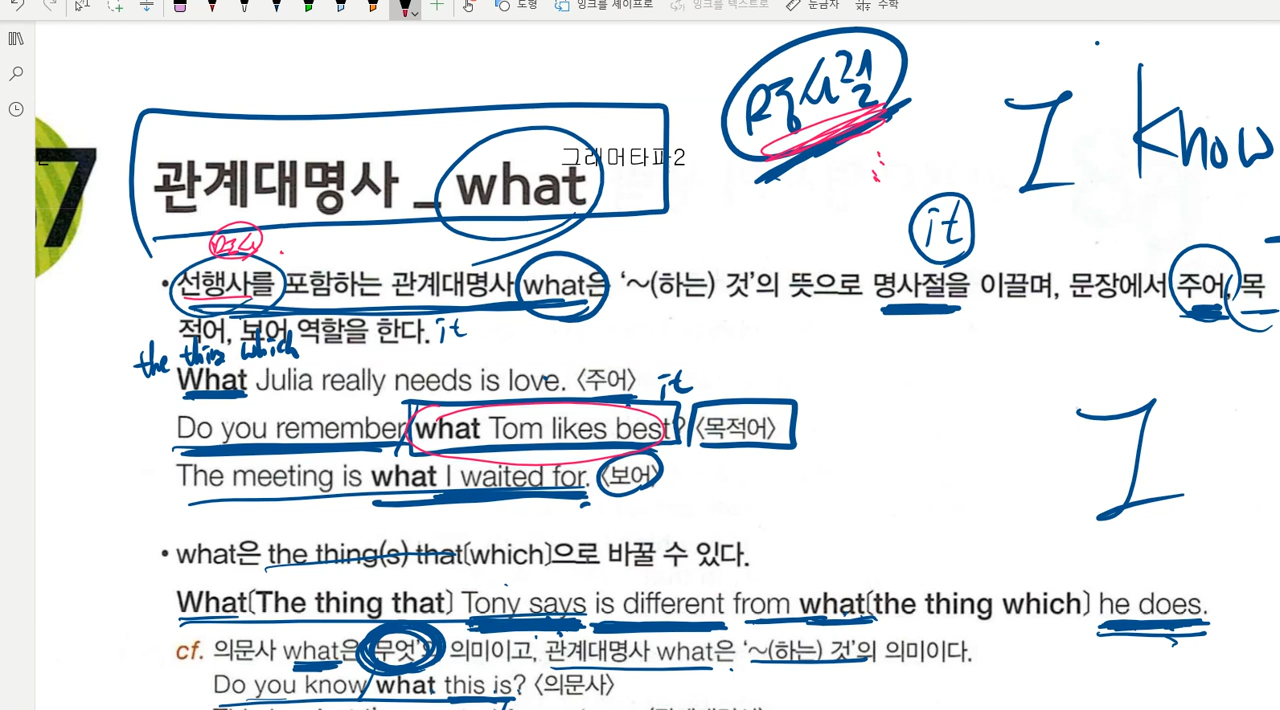 도형 잉크를 셰이프로 잉크를 텍스트로 눈금자 수학
명사절
I know
그래머타파2
7 관계대명사 _ what
it
명사
• 선행사를 포함하는 관계대명사 what은 ‘~(하는) 것’의 뜻으로 명사절을 이끌며, 문장에서 주어, 목
적어, 보어 역할을 한다. it
the thing which
What Julia really needs is love. <주어> it
Do you remember what Tom likes best? <목적어>
I
The meeting is what I waited for. <보어>
• what은 the thing(s) that(which)으로 바꿀 수 있다.
What(The thing that) Tony says is different from what(the thing which) he does.
cf. 의문사 what은 ‘무엇’의 의미이고, 관계대명사 what은 ‘~(하는) 것’의 의미이다.
Do you know what this is? <의문사>